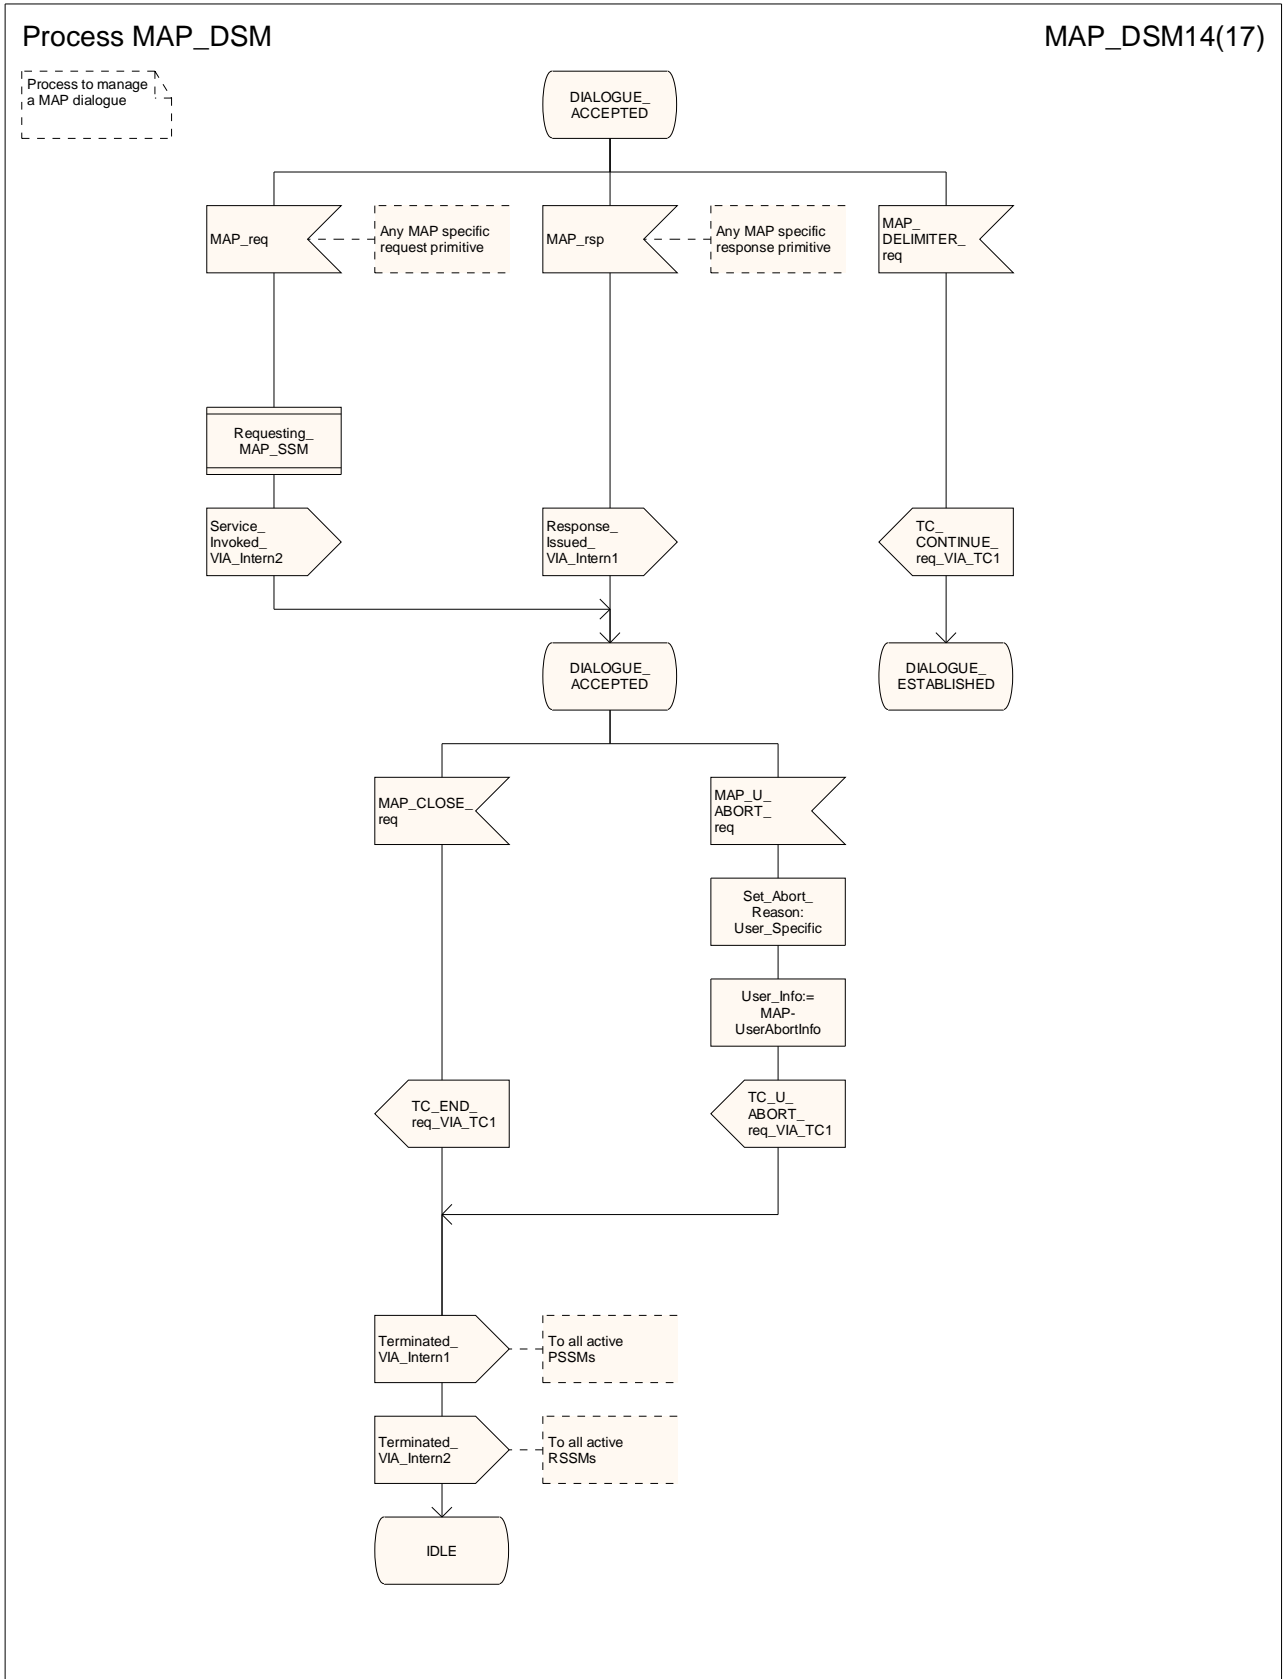 Process MAP_DSM
MAP_DSM14(17)
Process to manage
a MAP dialogue
DIALOGUE_
ACCEPTED
MAP_req
Any MAP specific
request primitive
MAP_rsp
Any MAP specific
response primitive
MAP_
DELIMITER_
req
Requesting_
MAP_SSM
Service_
Invoked_
VIA_Intern2
Response_
Issued_
VIA_Intern1
TC_
CONTINUE_
req_VIA_TC1
DIALOGUE_
ACCEPTED
DIALOGUE_
ESTABLISHED
MAP_CLOSE_
req
MAP_U_
ABORT_
req
Set_Abort_
Reason:
User_Specific
User_Info:=
MAP-
UserAbortInfo
TC_END_
req_VIA_TC1
TC_U_
ABORT_
req_VIA_TC1
Terminated_
VIA_Intern1
To all active
PSSMs
Terminated_
VIA_Intern2
To all active
RSSMs
IDLE